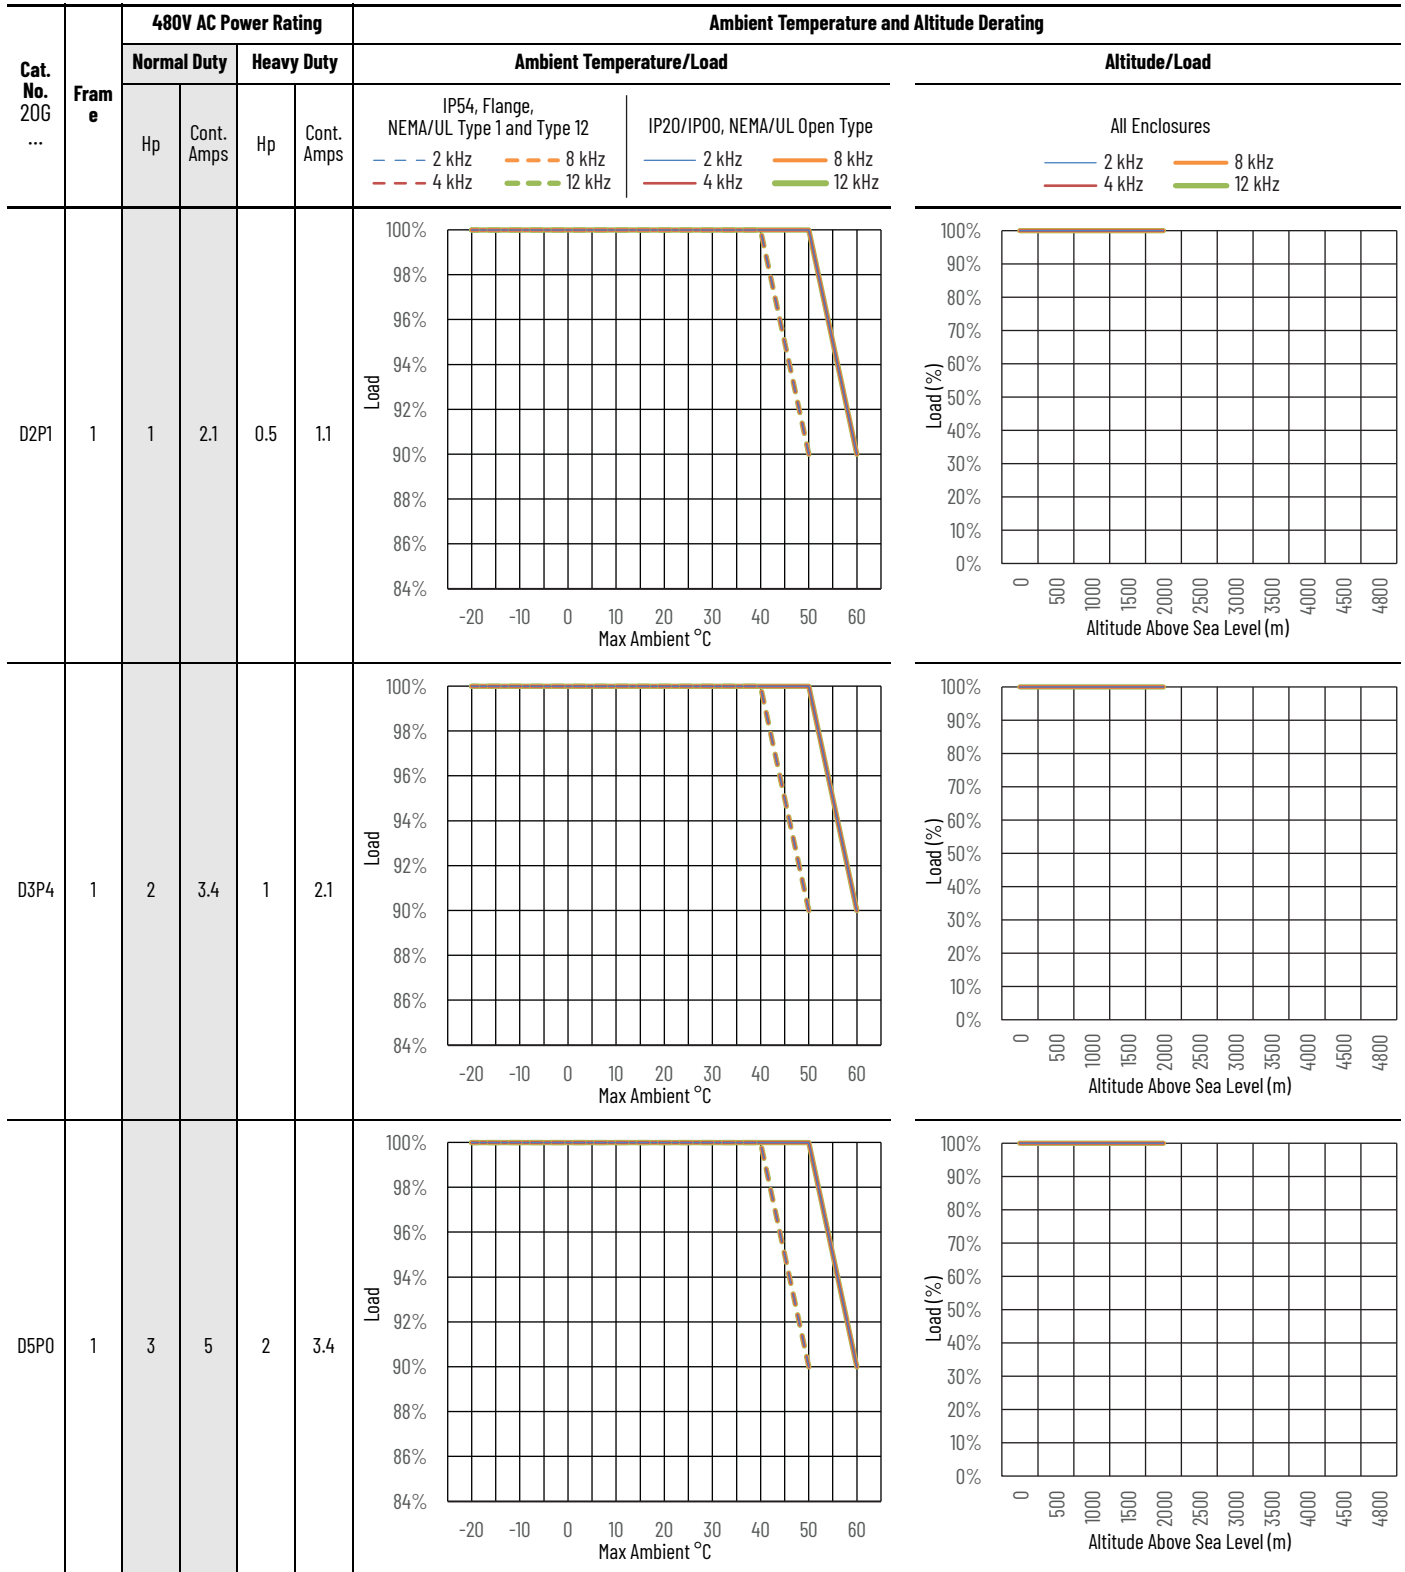 Cat. No. 20G ...
Fram e
480V AC Power Rating
Ambient Temperature and Altitude Derating
Normal Duty
Heavy Duty
Ambient Temperature/Load
Altitude/Load
Hp
Cont. Amps
Hp
Cont. Amps
IP54, Flange,
NEMA/UL Type 1 and Type 12
2 kHz
8 kHz
4 kHz
12 kHz
IP20/IP00, NEMA/UL Open Type
2 kHz
8 kHz
4 kHz
12 kHz
All Enclosures
2 kHz
8 kHz
4 kHz
12 kHz
D2P1 1 1 2.1 0.5 1.1
100%
98%
96%
94%
92%
90%
88%
86%
84%
Load
-20 -10 0 10 20 30 40 50 60
Max Ambient °C
100%
90%
80%
70%
60%
50%
40%
30%
20%
10%
0%
Load (%)
0 500 1000 1500 2000 2500 3000 3500 4000 4500 4800
Altitude Above Sea Level (m)
D3P4 1 2 3.4 1 2.1
100%
98%
96%
94%
92%
90%
88%
86%
84%
Load
-20 -10 0 10 20 30 40 50 60
Max Ambient °C
100%
90%
80%
70%
60%
50%
40%
30%
20%
10%
0%
Load (%)
0 500 1000 1500 2000 2500 3000 3500 4000 4500 4800
Altitude Above Sea Level (m)
D5P0 1 3 5 2 3.4
100%
98%
96%
94%
92%
90%
88%
86%
84%
Load
-20 -10 0 10 20 30 40 50 60
Max Ambient °C
100%
90%
80%
70%
60%
50%
40%
30%
20%
10%
0%
Load (%)
0 500 1000 1500 2000 2500 3000 3500 4000 4500 4800
Altitude Above Sea Level (m)